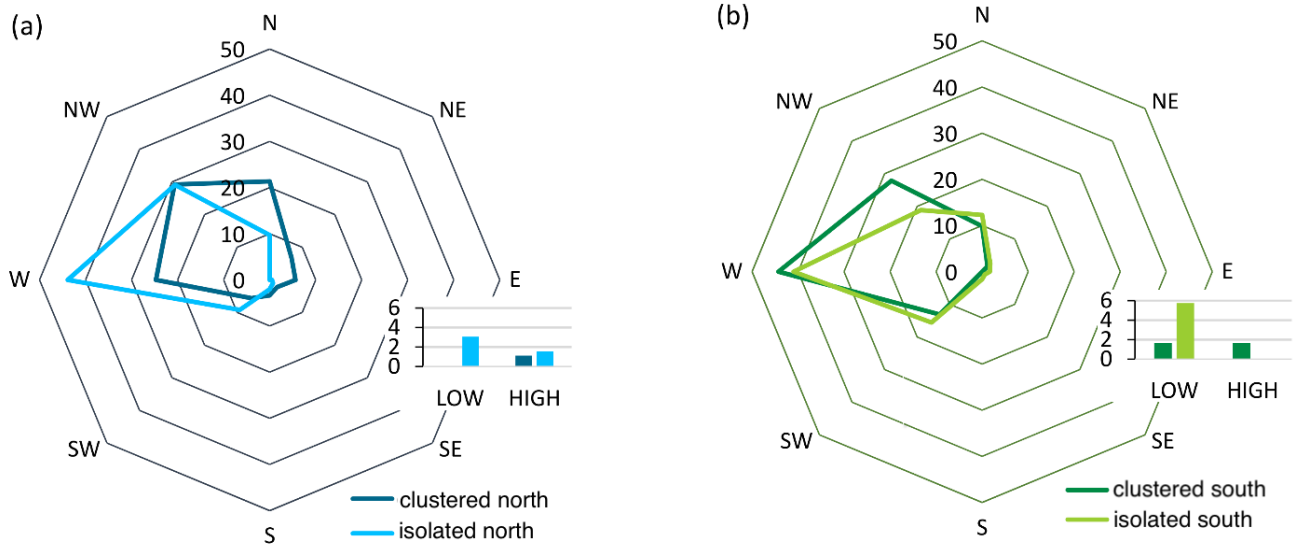 (a)
N
50
40
30
20
10
0
NW
NE
W
E
SW
SE
S
6
4
2
0
LOW HIGH
clustered north
isolated north
(b)
N
50
40
30
20
10
0
NW
NE
W
E
SW
SE
S
6
4
2
0
LOW HIGH
clustered south
isolated south